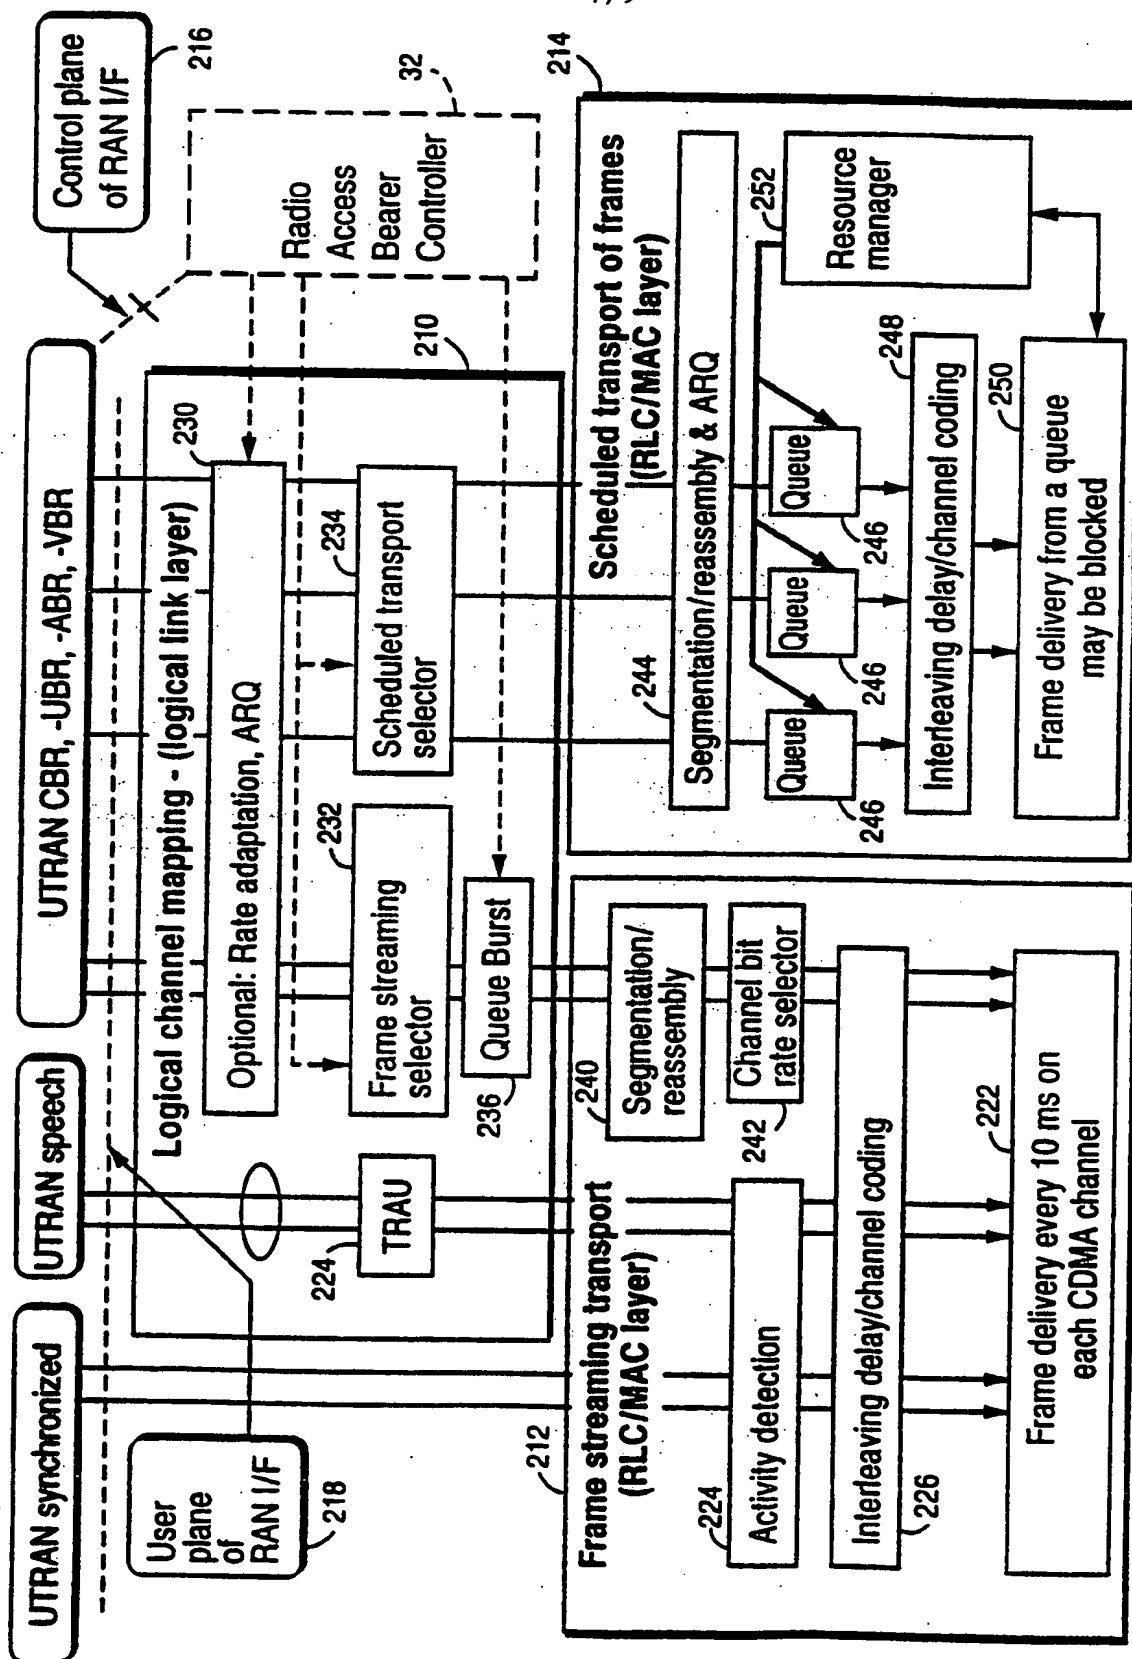 UTRAN synchronized
UTRAN speech
UTRAN CBR, -UBR, -ABR, -VBR
Control plane
of RAN I/F
216
User
plane
of
RAN I/F
218
Logical channel mapping - (logical link layer)
230
Optional: Rate adaptation, ARQ
210
Radio
Access
Bearer
Controller
32
224
TRAU
232
Frame streaming
selector
234
Scheduled transport
selector
236
Queue Burst
212
Frame streaming transport
(RLC/MAC layer)
240
Segmentation/
reassembly
224
Activity detection
242
Channel bit
rate selector
Interleaving delay/channel coding
226
222
Frame delivery every 10 ms on
each CDMA channel
214
Scheduled transport of frames
(RLC/MAC layer)
244
Segmentation/reassembly & ARQ
252
Queue
246
Queue
246
Queue
246
Resource
manager
248
Interleaving delay/channel coding
250
Frame delivery from a queue
may be blocked